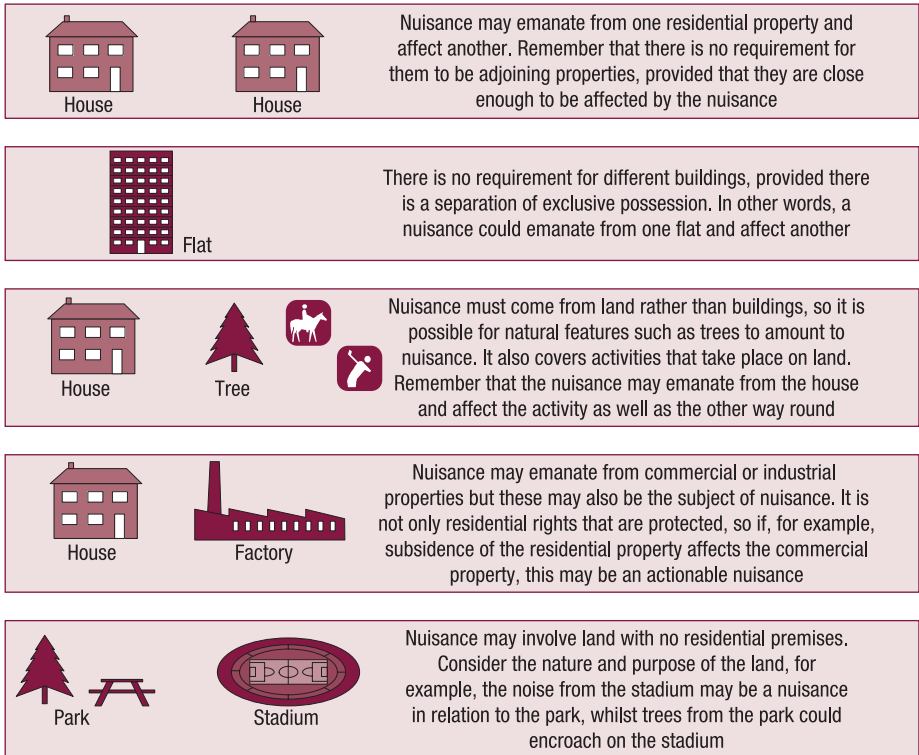 House
House
Nuisance may emanate from one residential property and
affect another. Remember that there is no requirement for
them to be adjoining properties, provided that they are close
enough to be affected by the nuisance
Flat
There is no requirement for different buildings, provided there
is a separation of exclusive possession. In other words, a
nuisance could emanate from one flat and affect another
House
Tree
Nuisance must come from land rather than buildings, so it is
possible for natural features such as trees to amount to
nuisance. It also covers activities that take place on land.
Remember that the nuisance may emanate from the house
and affect the activity as well as the other way round
House
Factory
Nuisance may emanate from commercial or industrial
properties but these may also be the subject of nuisance. It is
not only residential rights that are protected, so if, for example,
subsidence of the residential property affects the commercial
property, this may be an actionable nuisance
Park
Stadium
Nuisance may involve land with no residential premises.
Consider the nature and purpose of the land, for
example, the noise from the stadium may be a nuisance
in relation to the park, whilst trees from the park could
encroach on the stadium